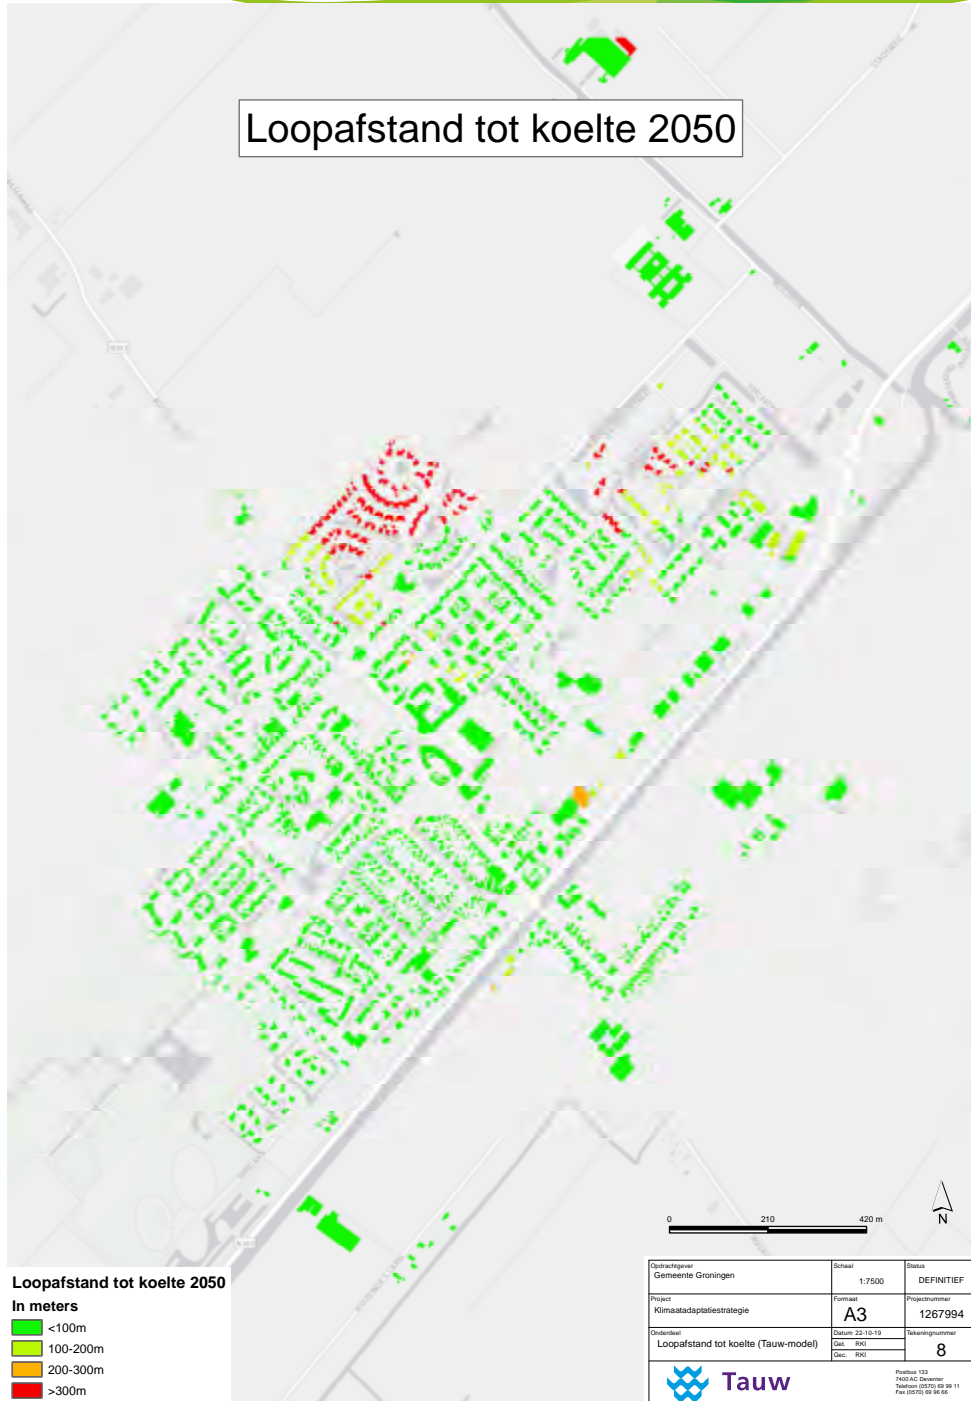 Loopafstand tot koelte 2050
0 210 420 m
N
Loopafstand tot koelte 2050
In meters
<100m
100-200m
200-300m
>300m
Opdrachtgever
Gemeente Groningen
Schaal
1:7500
Status
DEFINITIEF
Project
Klimaatadaptatiestrategie
Formaat
A3
Projectnummer
1267994
Onderdeel
Loopafstand tot koelte (Tauw-model)
Datum 22-10-19
Get. RKI
Gec. RKI
Tekeningnummer
8
Tauw
Postbus 133
7400 AC Deventer
Telefoon (0570) 69 99 11
Fax (0570) 69 96 66